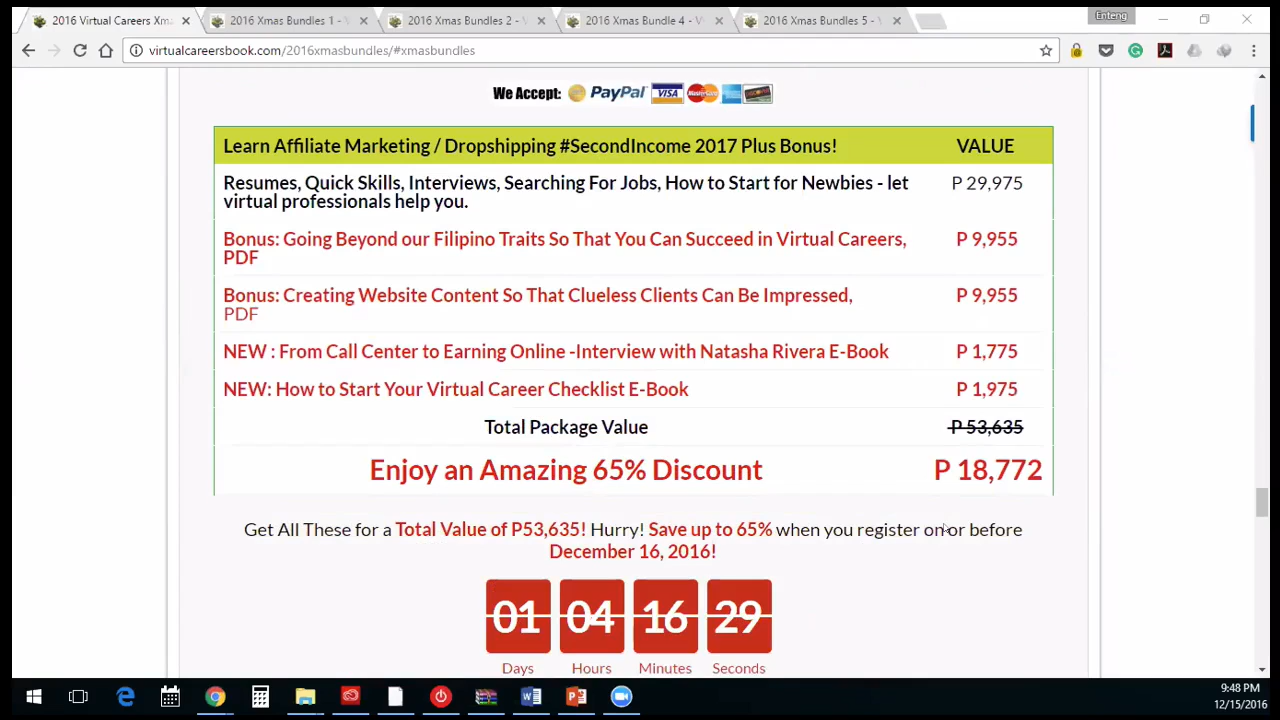 2016 Virtual Careers Xma
2016 Xmas Bundles 1 - V
2016 Xmas Bundles 2 - V
2016 Xmas Bundle 4 - V
2016 Xmas Bundles 5 - V
Enteng
virtualcareersbook.com/2016xmasbundles/#xmasbundles
We Accept: PayPal VISA MasterCard
Learn Affiliate Marketing / Dropshipping #SecondIncome 2017 Plus Bonus! VALUE
Resumes, Quick Skills, Interviews, Searching For Jobs, How to Start for Newbies - let P 29,975
virtual professionals help you.
Bonus: Going Beyond our Filipino Traits So That You Can Succeed in Virtual Careers, P 9,955
PDF
Bonus: Creating Website Content So That Clueless Clients Can Be Impressed, P 9,955
PDF
NEW : From Call Center to Earning Online -Interview with Natasha Rivera E-Book P 1,775
NEW: How to Start Your Virtual Career Checklist E-Book P 1,975
Total Package Value P 53,635
Enjoy an Amazing 65% Discount P 18,772
Get All These for a Total Value of P53,635! Hurry! Save up to 65% when you register on or before
December 16, 2016!
01 04 16 29
Days Hours Minutes Seconds
9:48 PM
12/15/2016